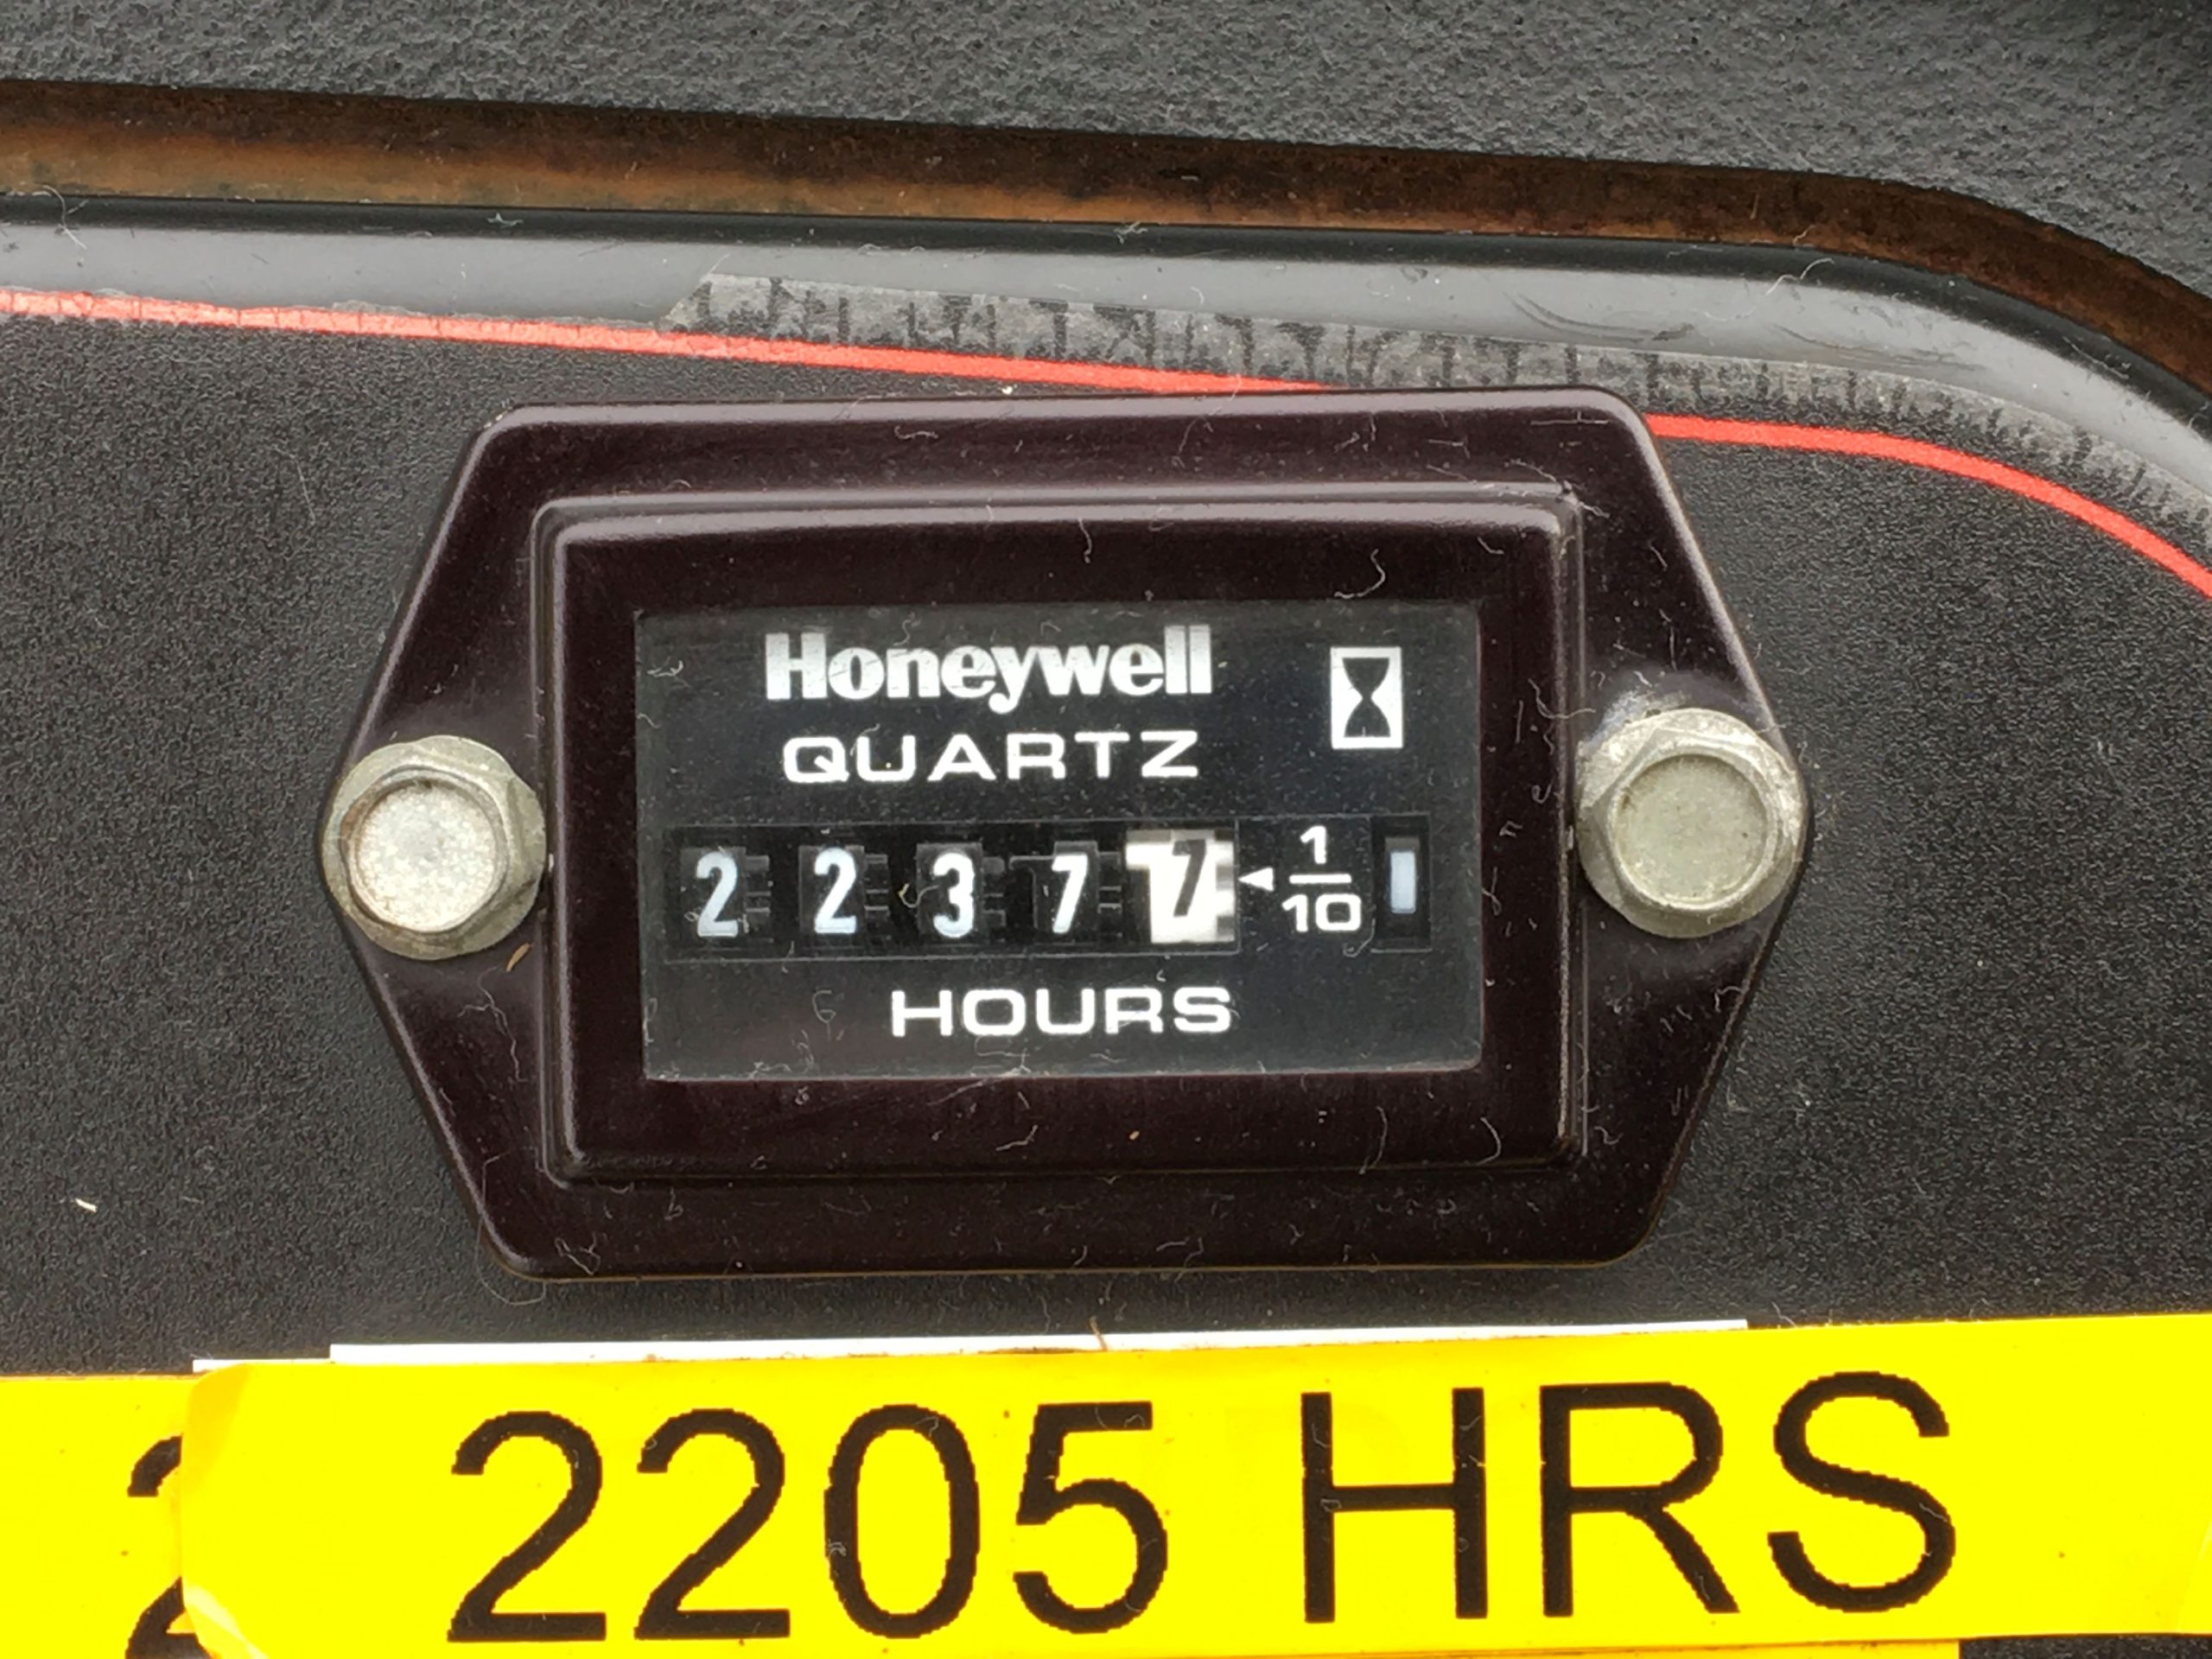 Honeywell
QUARTZ
2 2 3 7 7 ◄ 1/10
HOURS
2205 HRS